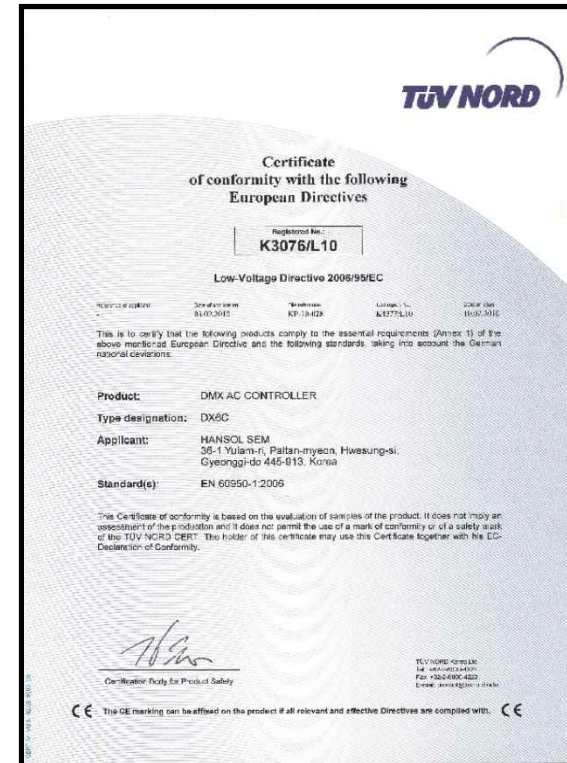 TÜV NORD
Certificate
of conformity with the following
European Directives
Registered No.:
K3076/L10
Low-Voltage Directive 2006/95/EC
This is to certify that the following products comply to the essential requirements (Annex 1) of the
above mentioned European Directive and the following standards, taking into account the German
national deviations:
Product: DMX AC CONTROLLER
Type designation: DX6C
Applicant: HANSOL SEM
36-1 Yulam-ri, Paltan-myeon, Hwasung-si,
Gyeonggi-do 445-913, Korea
Standard(s): EN 60950-1:2006
This Certificate of conformity is based on the evaluation of samples of the product. It does not imply an
assessment of the production and it does not permit the use of a mark of conformity or of a safety mark
of the TÜV NORD CERT. The holder of this certificate may use this Certificate together with his EC-
Declaration of Conformity.
Certification Body for Product Safety
TÜV NORD Korea Ltd.
CE The CE marking can be affixed on the product if all relevant and effective Directives are complied with. CE